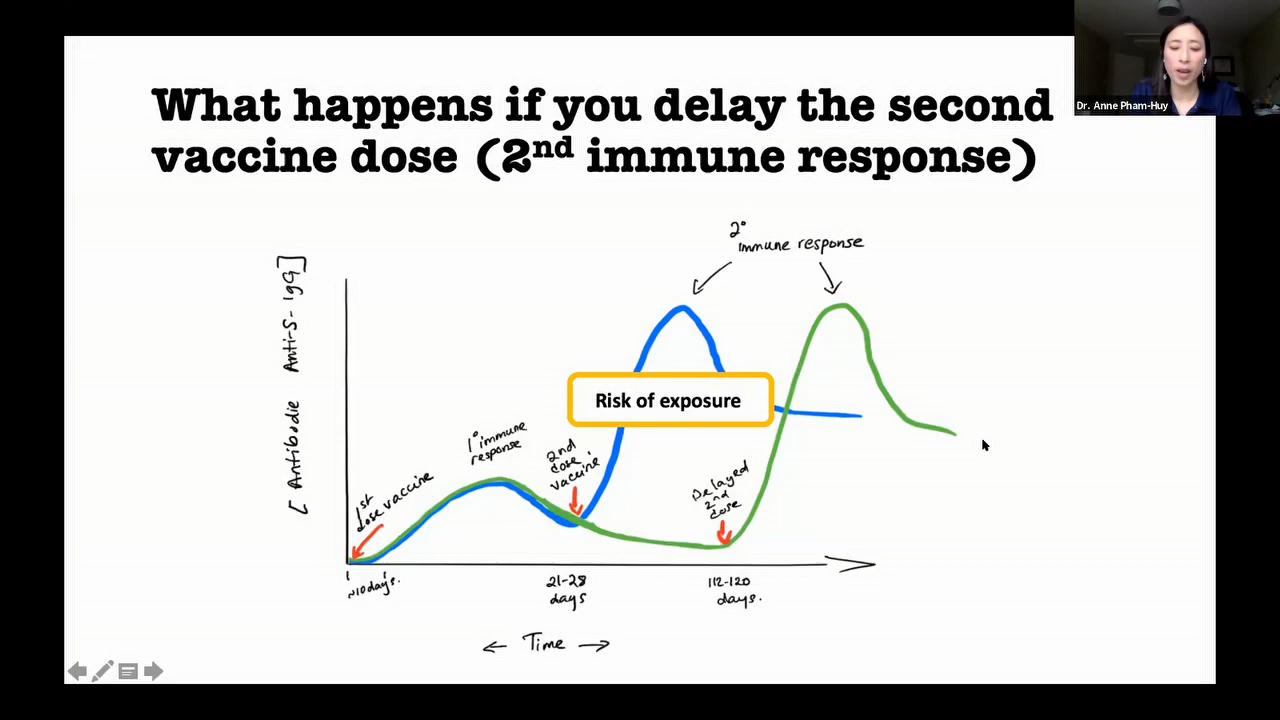 What happens if you delay the second
vaccine dose (2nd immune response)
Dr. Anne Pham-Huy
2°
immune response
[ Antibodie Anti-S-IgG]
Risk of exposure
1° immune
response
2nd
dose
vaccine
1st
dose vaccine
Delayed
2nd
dose
~10 days.
21-28
days
112-120
days.
← Time →